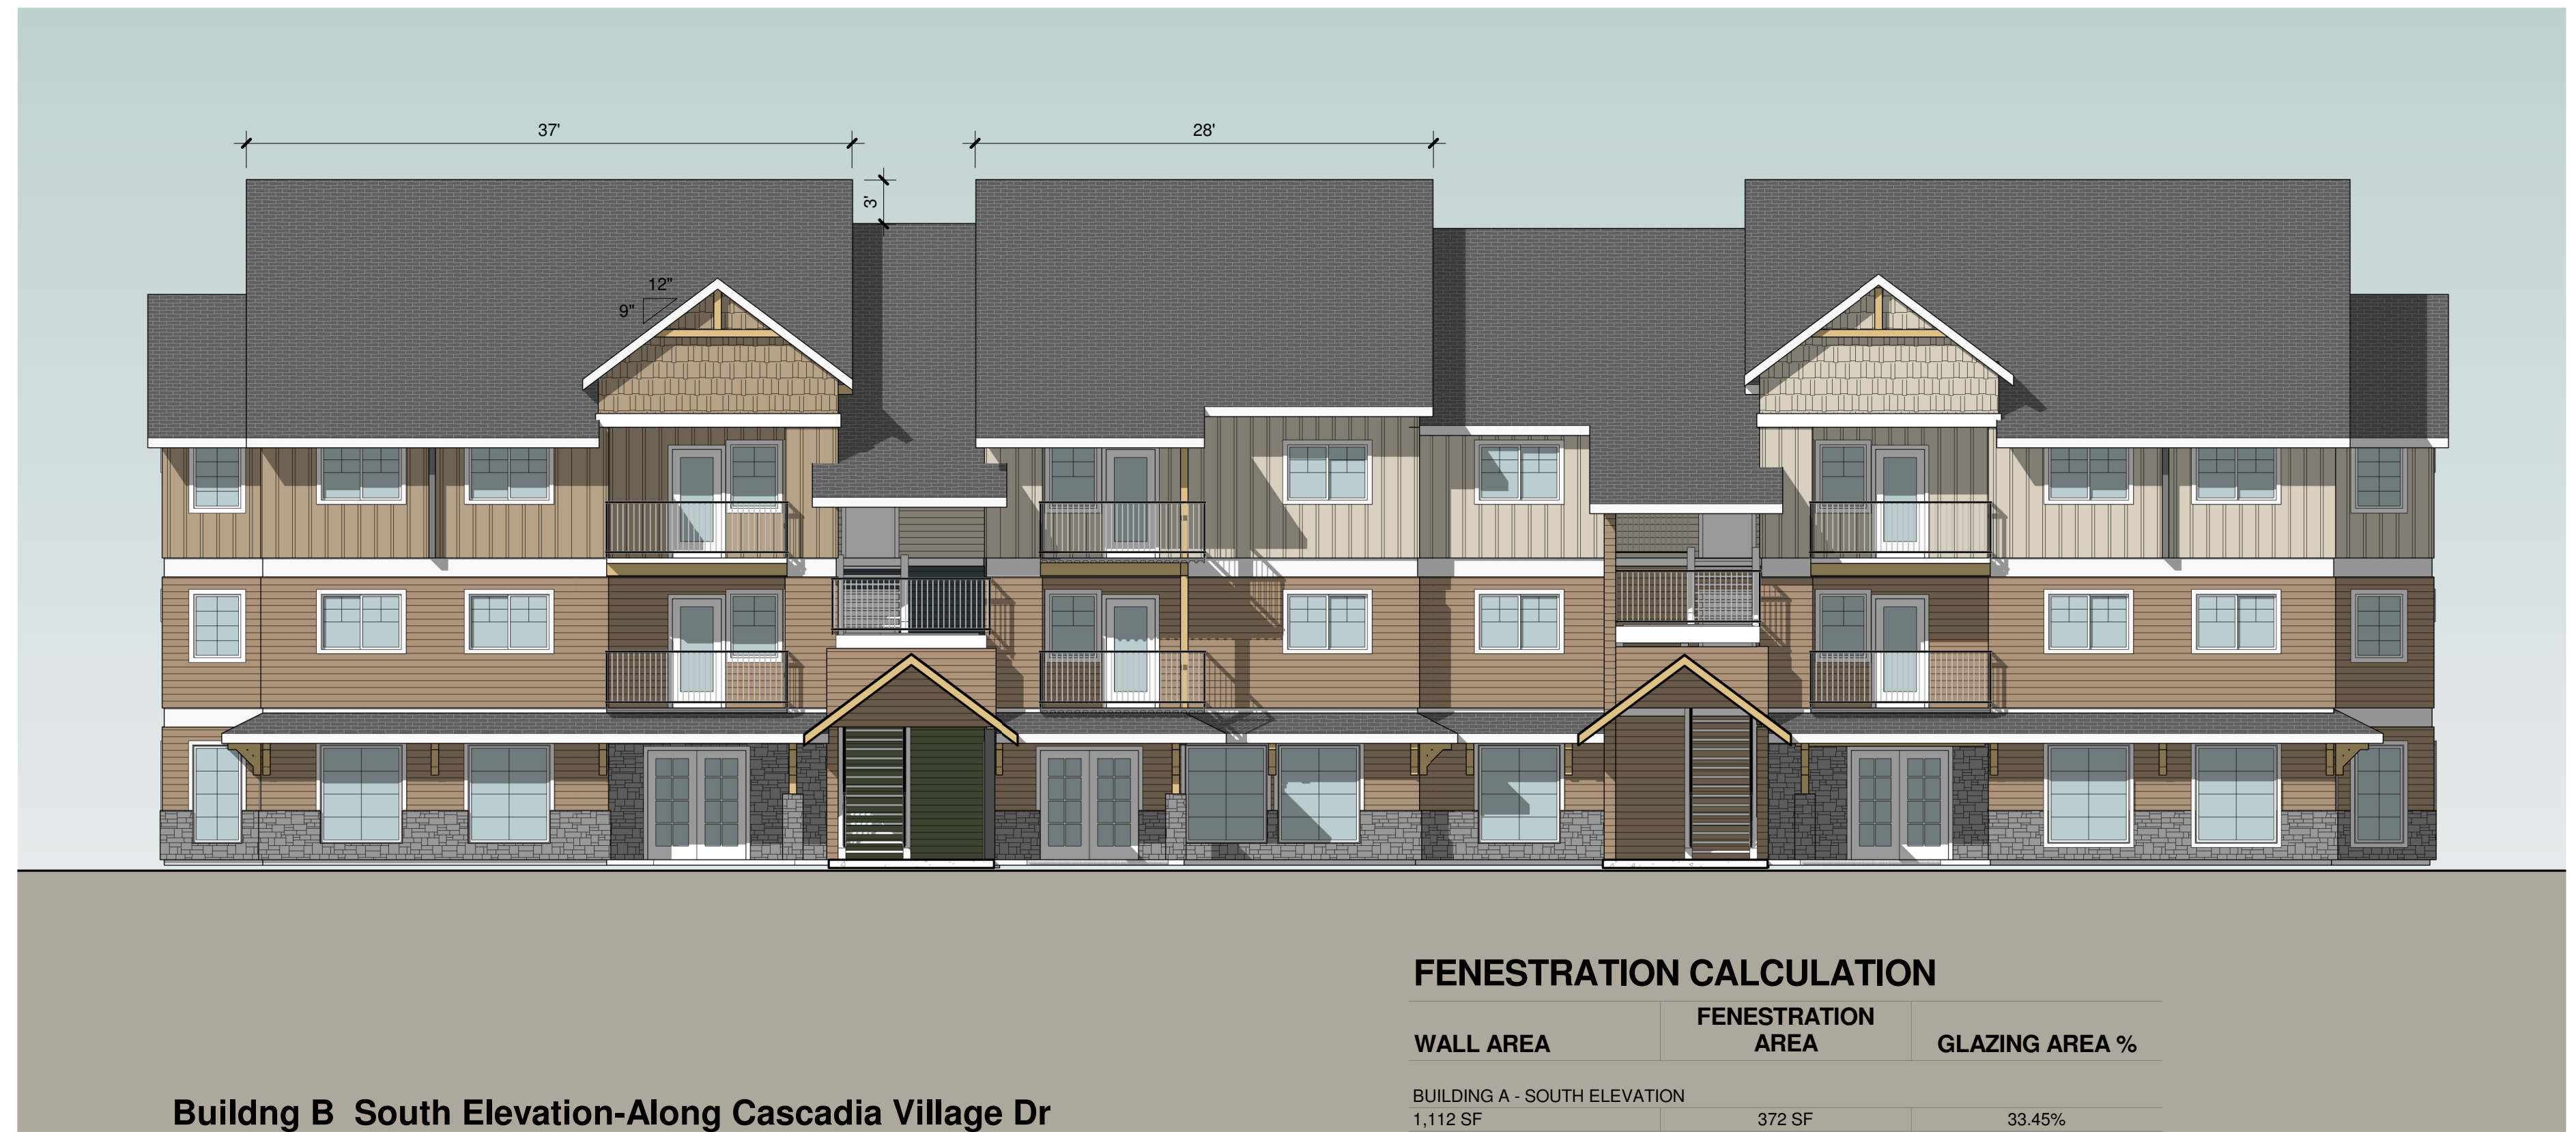 37'
28'
3'
12"
9"
FENESTRATION CALCULATION
WALL AREA
FENESTRATION
AREA
GLAZING AREA %
BUILDING A - SOUTH ELEVATION
1,112 SF
372 SF
33.45%
Buildng B  South Elevation-Along Cascadia Village Dr